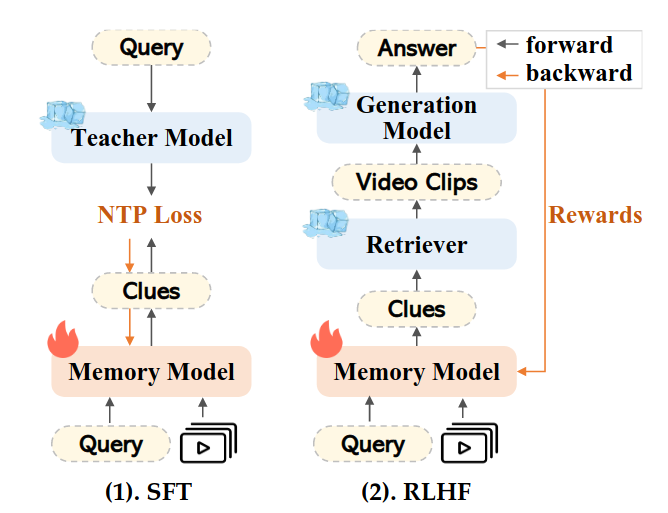 Query
Teacher Model
NTP Loss
Clues
Memory Model
Query
(1). SFT
Answer
forward
backward
Generation
Model
Video Clips
Rewards
Retriever
Clues
Memory Model
Query
(2). RLHF